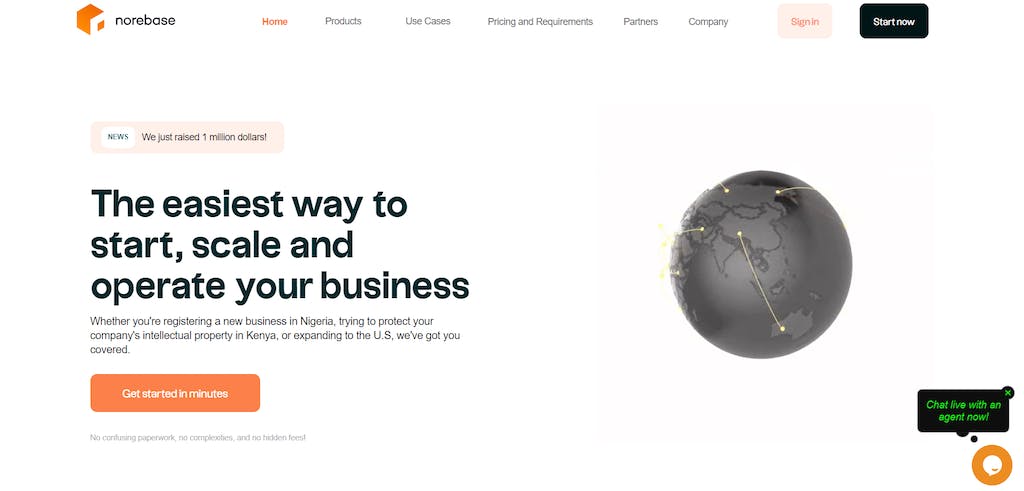 norebase
Home
Products
Use Cases
Pricing and Requirements
Partners
Company
Sign in
Start now
NEWS
We just raised 1 million dollars!
The easiest way to
start, scale and
operate your business
Whether you're registering a new business in Nigeria, trying to protect your
company's intellectual property in Kenya, or expanding to the U.S, we've got you
covered.
Get started in minutes
No confusing paperwork, no complexities, and no hidden fees!
Chat live with an
agent now!